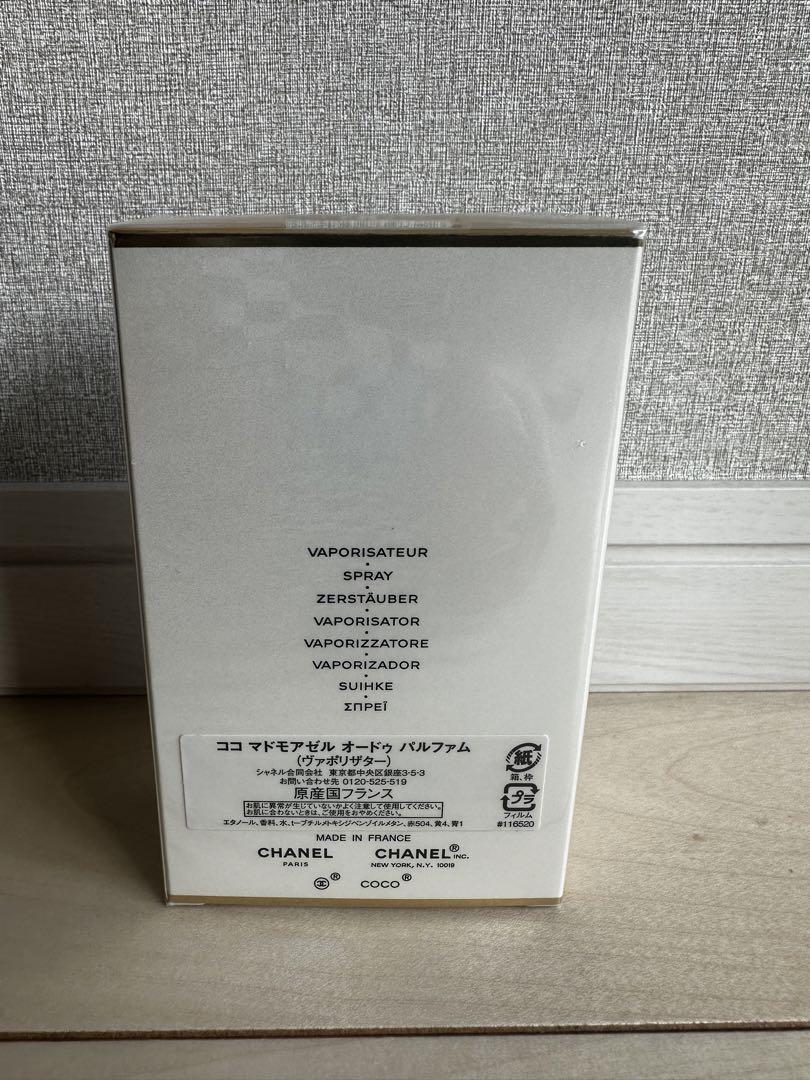 VAPORISATEUR
SPRAY
ZERSTÄUBER
VAPORISATOR
VAPORIZZATORE
VAPORIZADOR
SUIHKE
ΣΠΡΕΪ
ココ マドモアゼル オードゥ パルファム
(ヴァポリザター)
シャネル合同会社 東京都中央区銀座3-5-3
お問い合わせ先 0120-525-519
原産国フランス
お肌に異常が生じていないかよく注意して使用してください。
お肌に合わないときは、ご使用をおやめください。
エタノール、香料、水、t-ブチルメトキシジベンゾイルメタン、赤504、黄4、青1
紙
箱、枠
プラ
フィルム
#116520
MADE IN FRANCE
CHANEL CHANEL® INC.
PARIS NEW YORK, N.Y. 10019
® COCO®